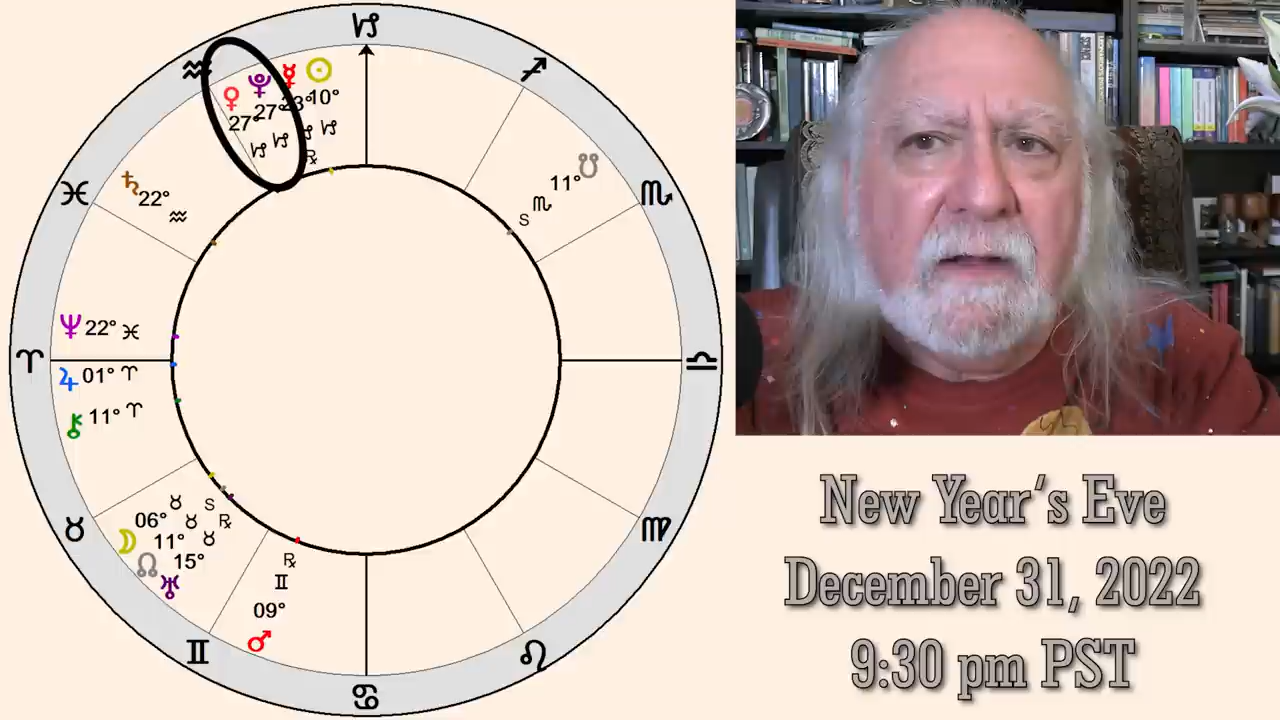 27° ♑
27° ♑
23° ♑ ℞
10° ♑
11° ♏ S
22° ♒
22° ♓
01° ♈
11° ♈
06° ♉
11° ♉ S
15° ♉ ℞
09° ♊ ℞
New Year's Eve
December 31, 2022
9:30 pm PST